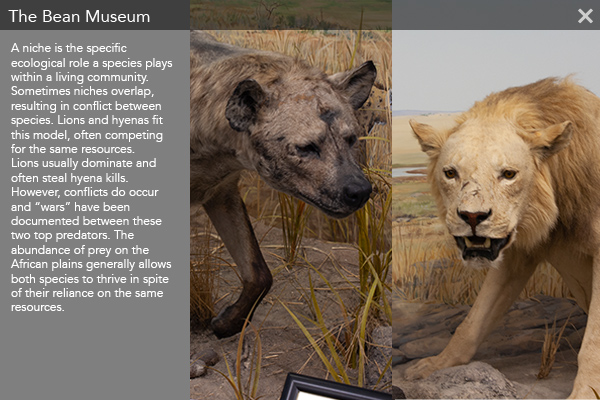 The Bean Museum
A niche is the specific
ecological role a species plays
within a living community.
Sometimes niches overlap,
resulting in conflict between
species. Lions and hyenas fit
this model, often competing
for the same resources.
Lions usually dominate and
often steal hyena kills.
However, conflicts do occur
and “wars” have been
documented between these
two top predators. The
abundance of prey on the
African plains generally allows
both species to thrive in spite
of their reliance on the same
resources.